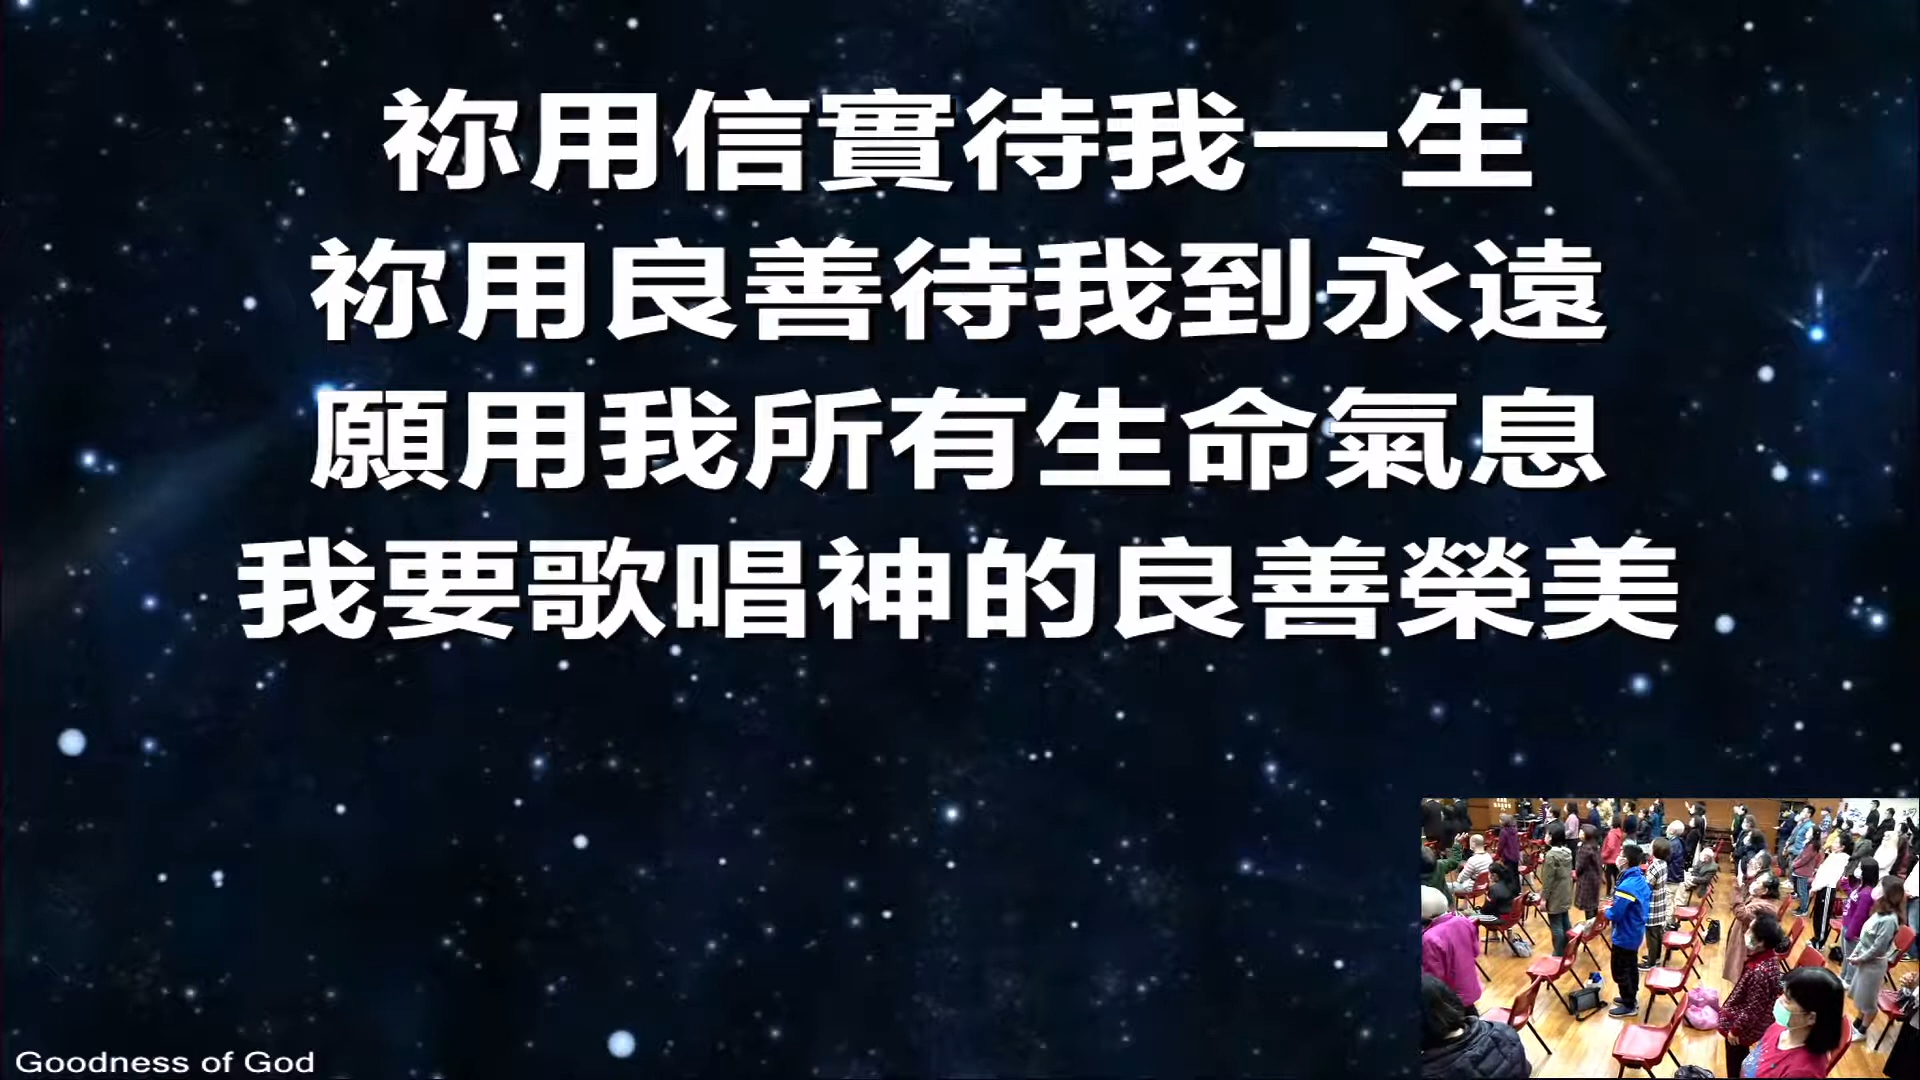 祢用信實待我一生
祢用良善待我到永遠
願用我所有生命氣息
我要歌唱神的良善榮美
Goodness of God